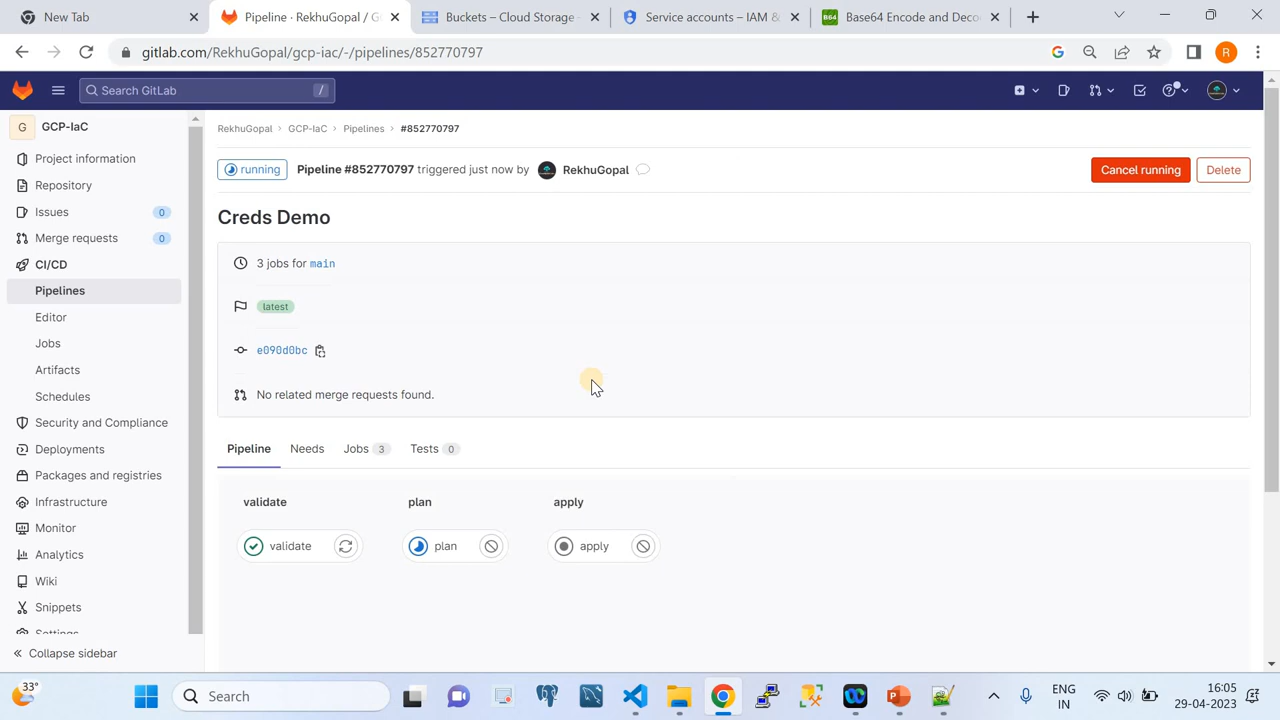 New Tab
Pipeline · RekhuGopal / G
Buckets – Cloud Storage -
Service accounts – IAM &
B64
Base64 Encode and Deco
gitlab.com/RekhuGopal/gcp-iac/-/pipelines/852770797
G
R
Search GitLab
/
G
GCP-IaC
Project information
Repository
Issues
0
Merge requests
0
CI/CD
Pipelines
Editor
Jobs
Artifacts
Schedules
Security and Compliance
Deployments
Packages and registries
Infrastructure
Monitor
Analytics
Wiki
Snippets
Settings
Collapse sidebar
RekhuGopal
GCP-IaC
Pipelines
#852770797
running
Pipeline #852770797 triggered just now by
RekhuGopal
Cancel running
Delete
Creds Demo
3 jobs for main
latest
e090d0bc
No related merge requests found.
Pipeline
Needs
Jobs
3
Tests
0
validate
plan
apply
validate
plan
apply
33°
Search
ENG
IN
16:05
29-04-2023